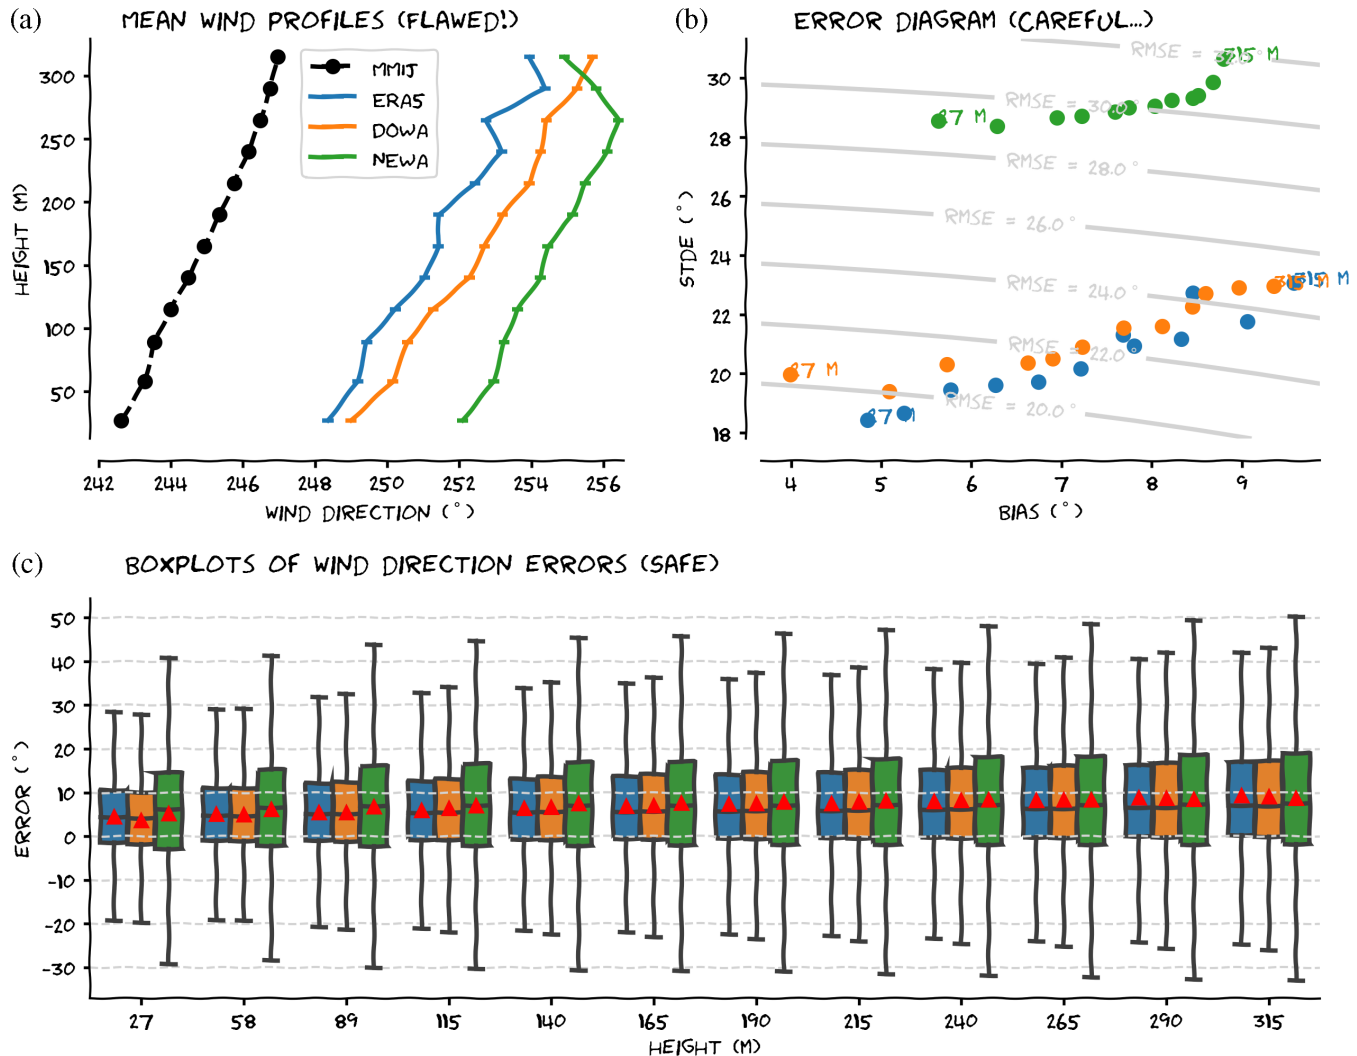 (a) MEAN WIND PROFILES (FLAWED!)
MMIJ
ERA5
DOWA
NEWA
HEIGHT (M)
300
250
200
150
100
50
242 244 246 248 250 252 254 256
WIND DIRECTION (°)
(b) ERROR DIAGRAM (CAREFUL...)
STDE (°)
30
28
26
24
22
20
18
315 M
27 M
RMSE = 30.0°
RMSE = 28.0°
RMSE = 26.0°
RMSE = 24.0°
315 M
315 M
RMSE = 22.0°
27 M
RMSE = 20.0°
27 M
4 5 6 7 8 9
BIAS (°)
(c) BOXPLOTS OF WIND DIRECTION ERRORS (SAFE)
ERROR (°)
50
40
30
20
10
0
-10
-20
-30
27 58 89 115 140 165 190 215 240 265 290 315
HEIGHT (M)